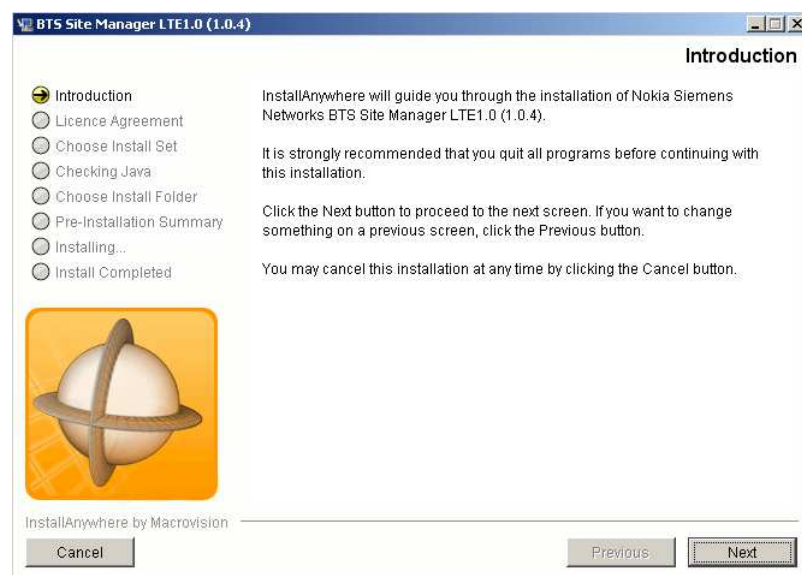 BTS Site Manager LTE1.0 (1.0.4)
Introduction
Introduction
Licence Agreement
Choose Install Set
Checking Java
Choose Install Folder
Pre-Installation Summary
Installing...
Install Completed
InstallAnywhere will guide you through the installation of Nokia Siemens
Networks BTS Site Manager LTE1.0 (1.0.4).
It is strongly recommended that you quit all programs before continuing with
this installation.
Click the Next button to proceed to the next screen. If you want to change
something on a previous screen, click the Previous button.
You may cancel this installation at any time by clicking the Cancel button.
InstallAnywhere by Macrovision
Cancel
Previous
Next